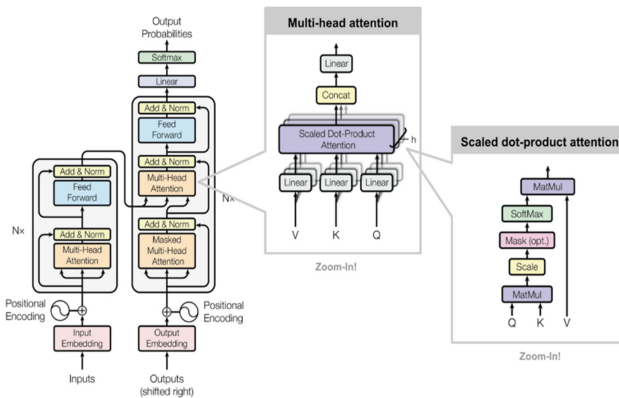 Output
Probabilities
Softmax
Linear
Add & Norm
Feed
Forward
Add & Norm
Multi-Head
Attention
Add & Norm
Masked
Multi-Head
Attention
Nx
Positional
Encoding
Output
Embedding
Outputs
(shifted right)
Add & Norm
Feed
Forward
Add & Norm
Multi-Head
Attention
Nx
Positional
Encoding
Input
Embedding
Inputs
Multi-head attention
Linear
Concat
Scaled Dot-Product
Attention
h
Linear Linear Linear
V K Q
Zoom-In!
Scaled dot-product attention
MatMul
SoftMax
Mask (opt.)
Scale
MatMul
Q K V
Zoom-In!